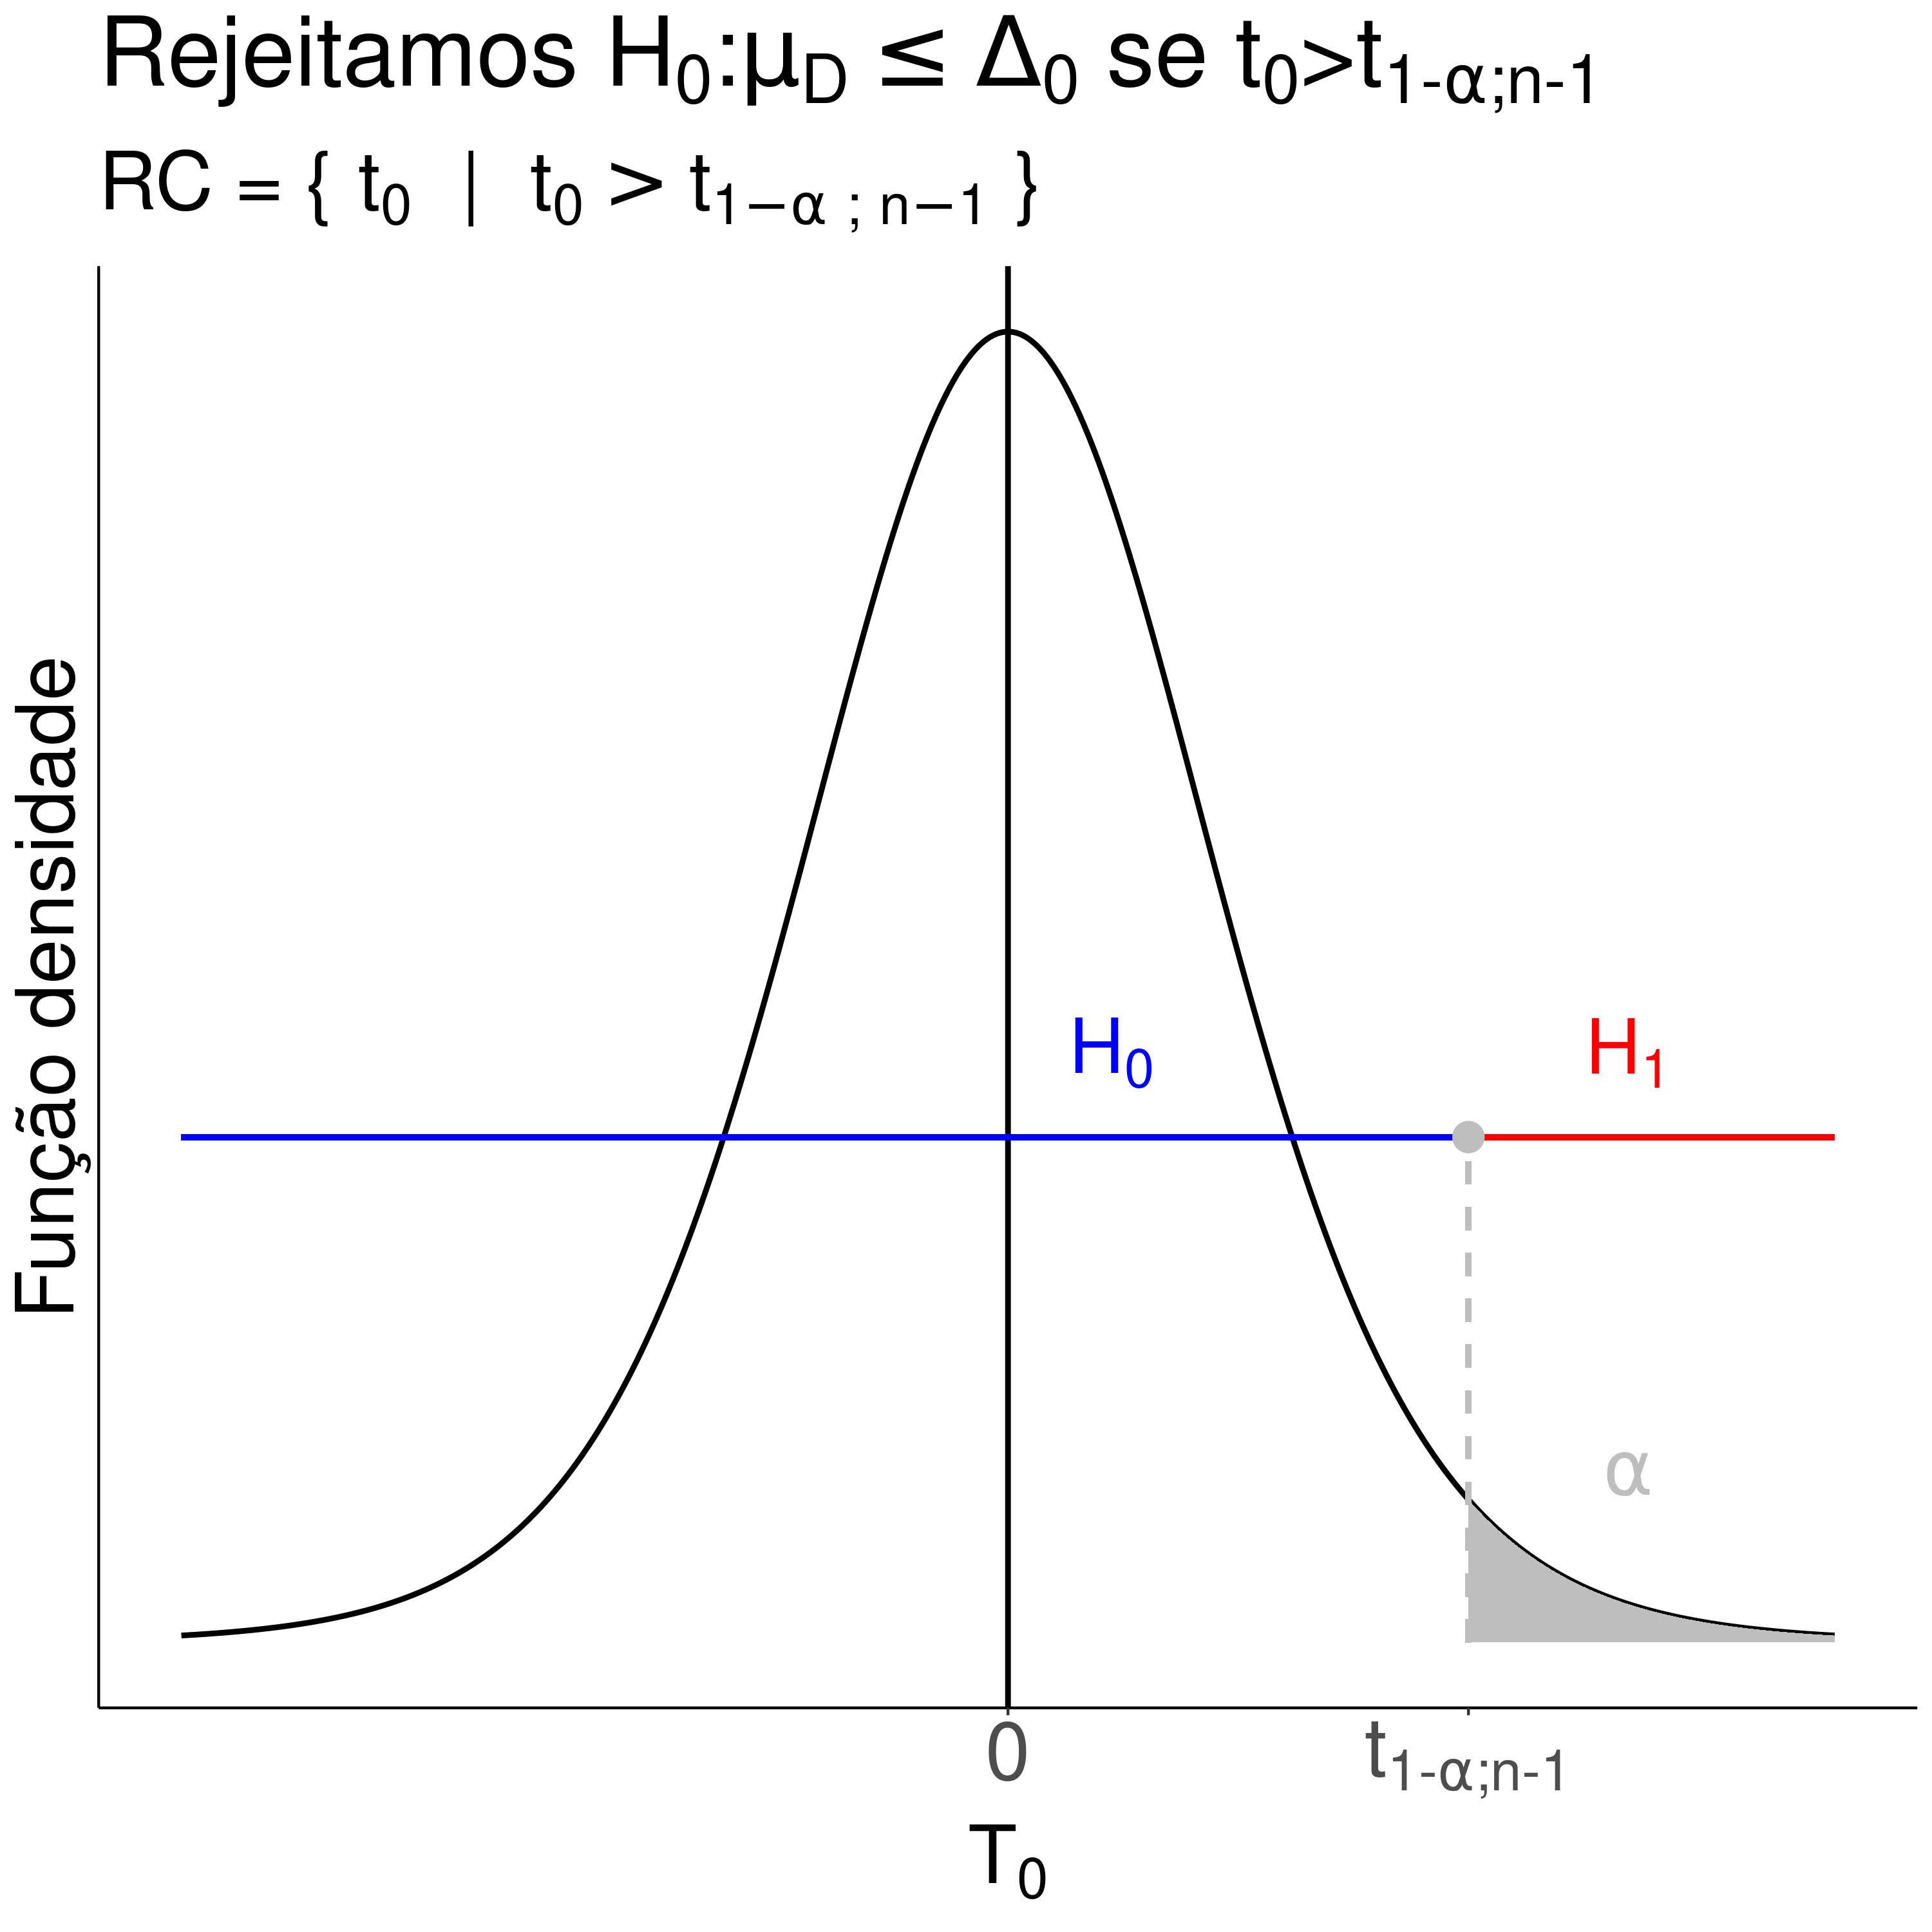 Rejeitamos H₀:μ_D ≤ Δ₀ se t₀>t₁₋α;ₙ₋₁
RC = { t₀ | t₀ > t₁₋α ; ₙ₋₁ }
Função densidade
H₀
H₁
α
0
t₁₋α;ₙ₋₁
T₀